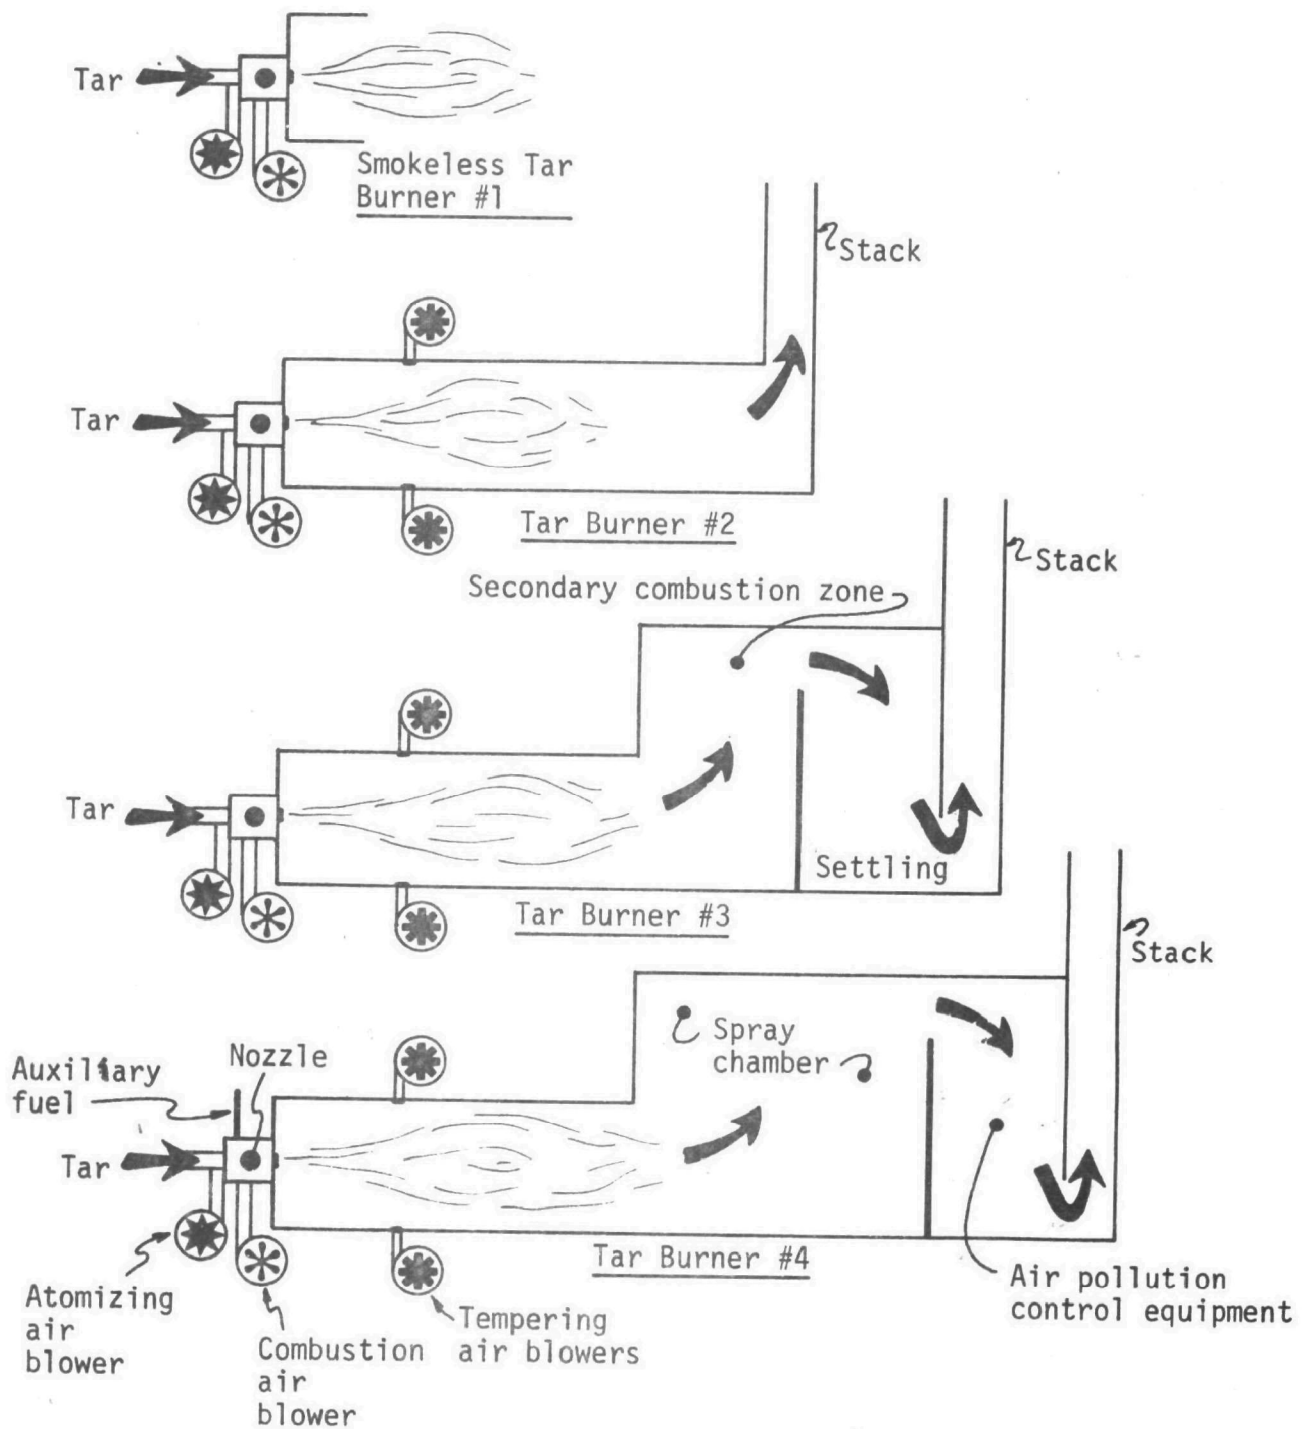 Tar
Smokeless Tar
Burner #1
Stack
Tar
Tar Burner #2
Stack
Secondary combustion zone
Tar
Settling
Tar Burner #3
Stack
Spray
chamber
Nozzle
Auxiliary
fuel
Tar
Tar Burner #4
Air pollution
control equipment
Atomizing
air
blower
Tempering
air blowers
Combustion
air
blower